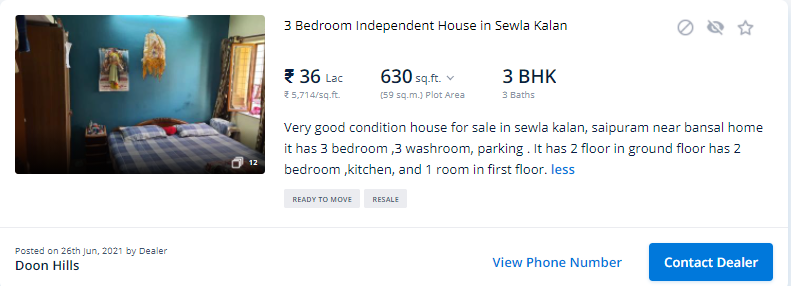 3 Bedroom Independent House in Sewla Kalan
₹ 36 Lac
₹ 5,714/sq.ft.
630 sq.ft.
(59 sq.m.) Plot Area
3 BHK
3 Baths
Very good condition house for sale in sewla kalan, saipuram near bansal home
it has 3 bedroom ,3 washroom, parking . It has 2 floor in ground floor has 2
bedroom ,kitchen, and 1 room in first floor. less
12
READY TO MOVE RESALE
Posted on 26th Jun, 2021 by Dealer
Doon Hills
View Phone Number
Contact Dealer